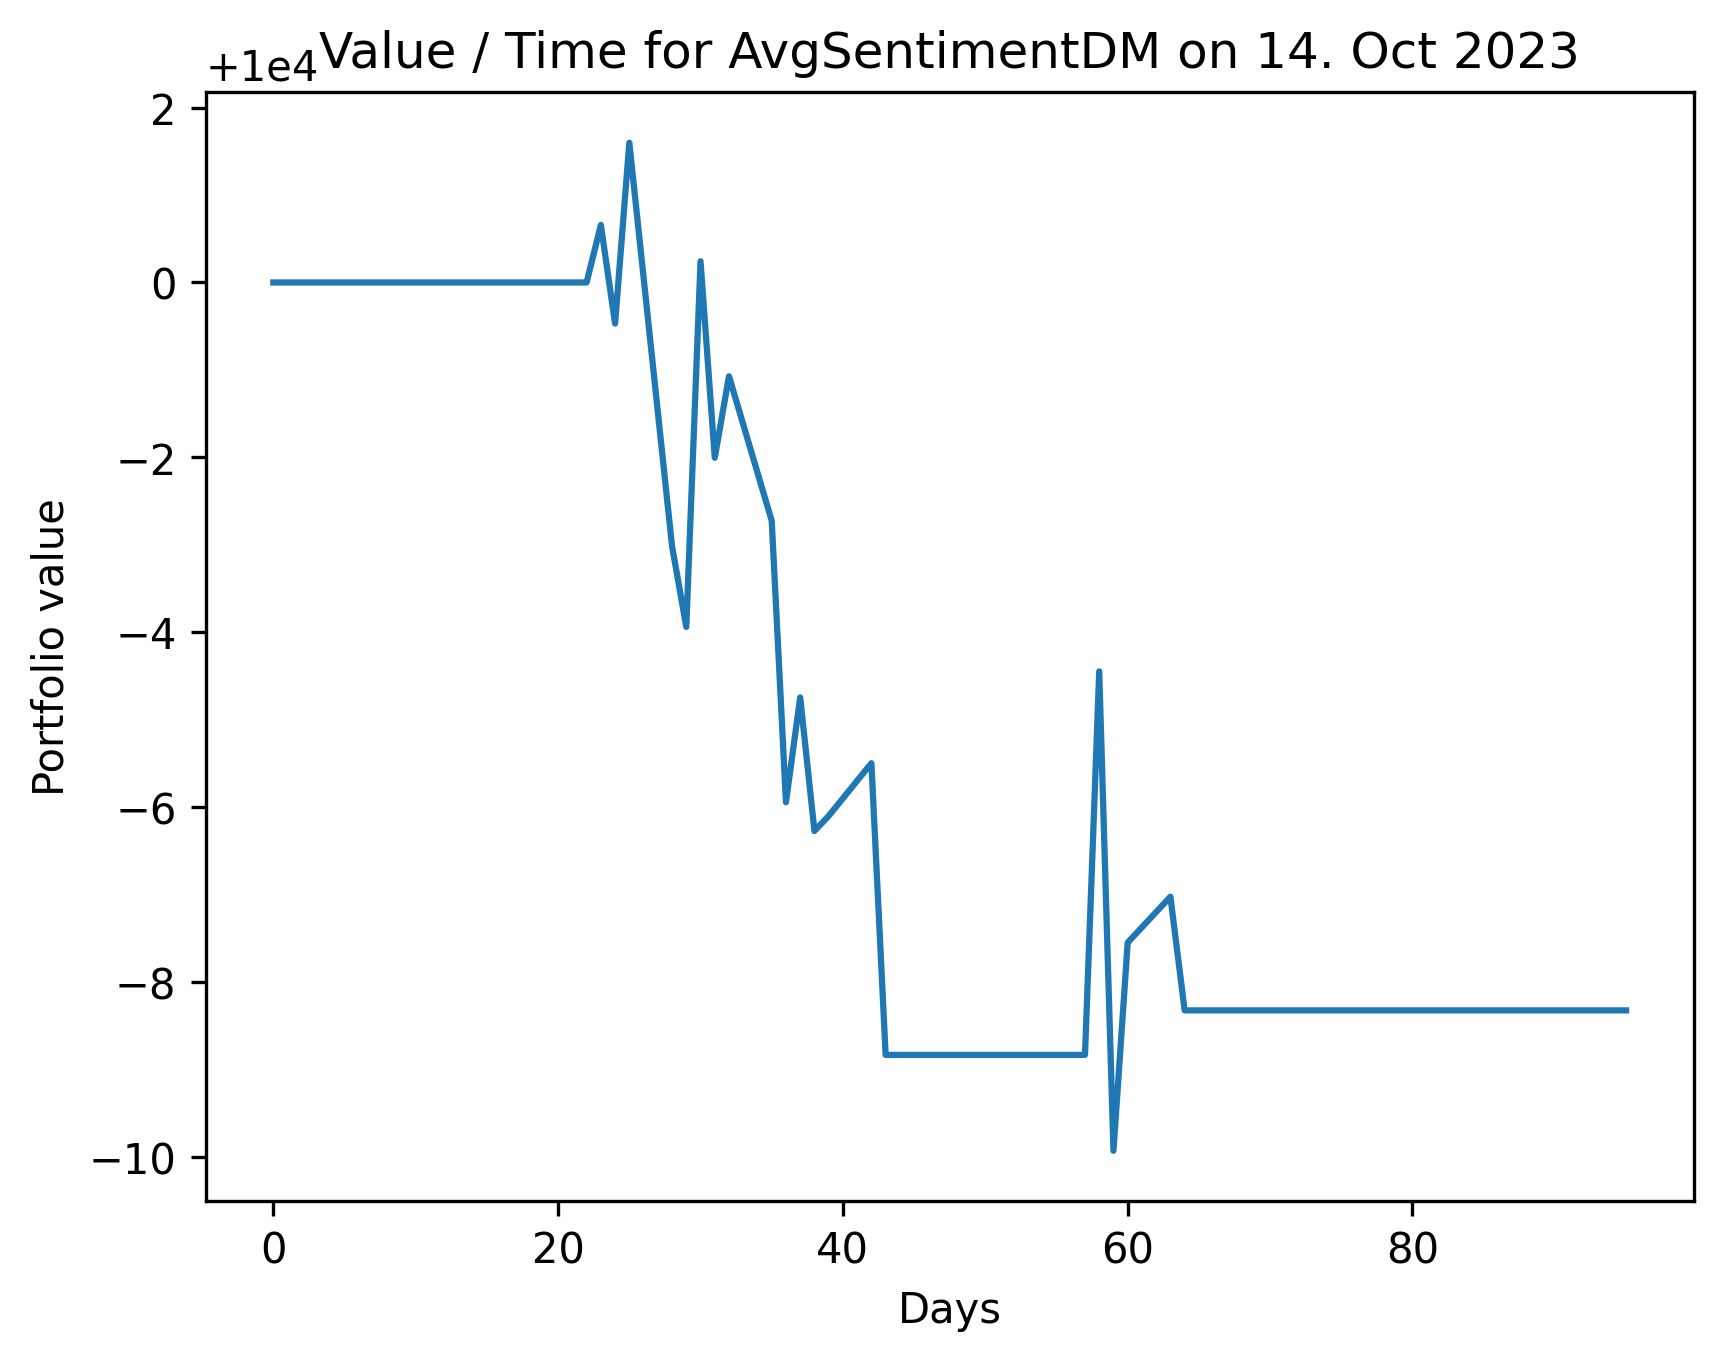 Value / Time for AvgSentimentDM on 14. Oct 2023
+1e4
2
0
−2
−4
−6
−8
−10
Portfolio value
0 20 40 60 80
Days